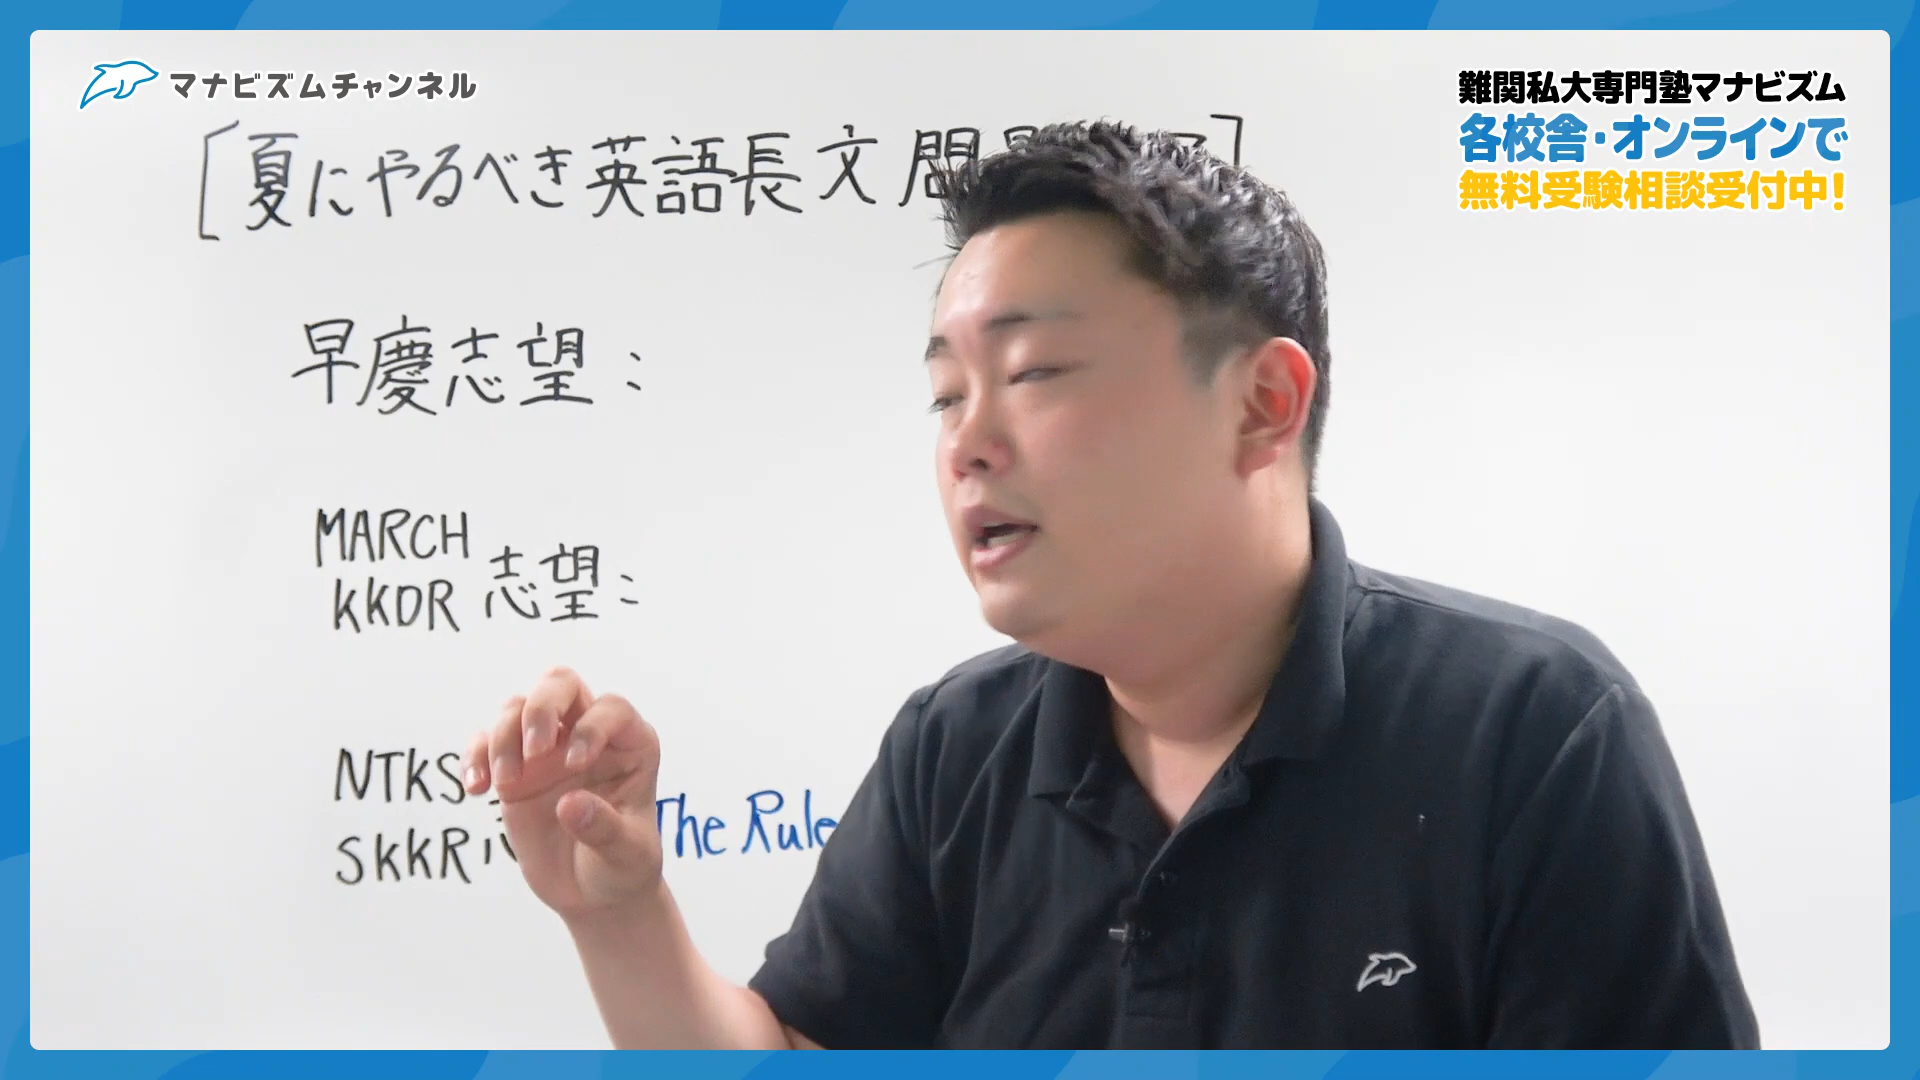 マナビズムチャンネル
難関私大専門塾マナビズム
各校舎・オンラインで
無料受験相談受付中！
[夏にやるべき英語長文問]
早慶志望：
MARCH
KKDR 志望：
NTKS
SKKR
The Rule